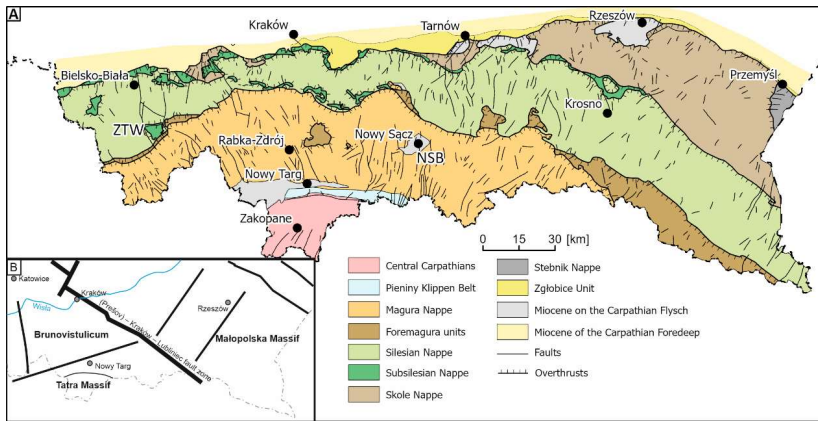 A
Kraków
Tarnów
Rzeszów
Bielsko-Biała
Przemyśl
Krosno
ZTW
Rabka-Zdrój
Nowy Sącz
NSB
Nowy Targ
Zakopane
0 15 30 [km]
B
Katowice
Kraków
Wisła
(Prešov) – Kraków – Lubliniec fault zone
Rzeszów
Brunovistulicum
Małopolska Massif
Nowy Targ
Tatra Massif
Central Carpathians
Pieniny Klippen Belt
Magura Nappe
Foremagura units
Silesian Nappe
Subsilesian Nappe
Skole Nappe
Stebnik Nappe
Zgłobice Unit
Miocene on the Carpathian Flysch
Miocene of the Carpathian Foredeep
Faults
Overthrusts